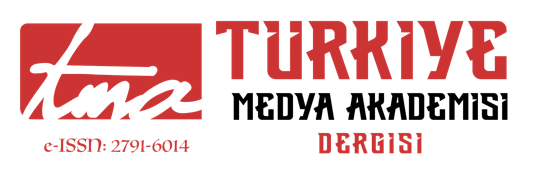 tma
e-ISSN: 2791-6014
TÜRKİYE
MEDYA AKADEMİSİ
DERGİSİ